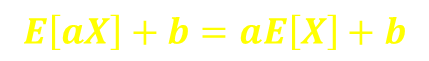 E[aX] + b = aE[X] + b